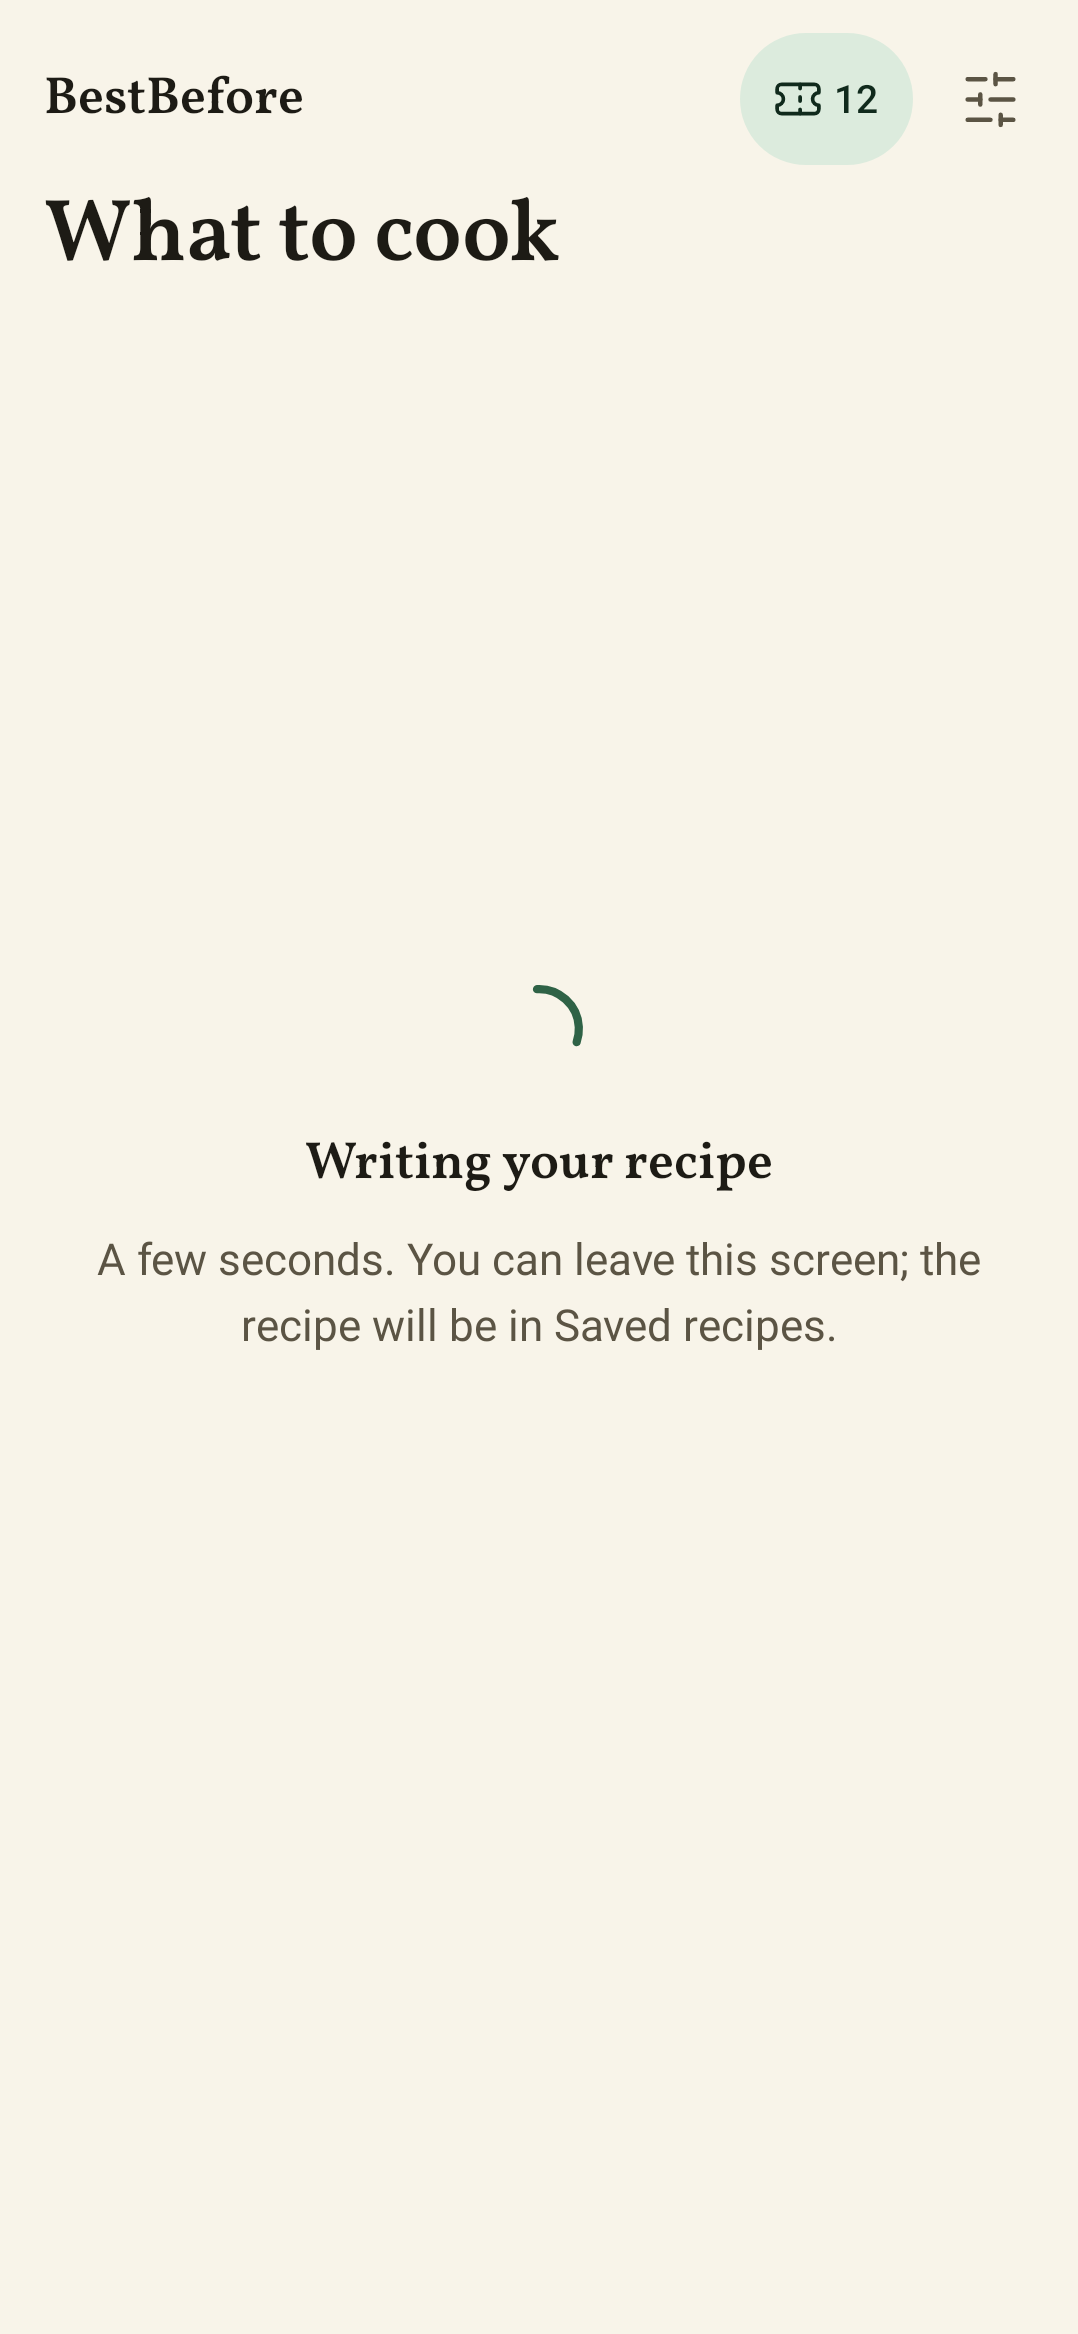 BestBefore
12
What to cook
Writing your recipe
A few seconds. You can leave this screen; the
recipe will be in Saved recipes.